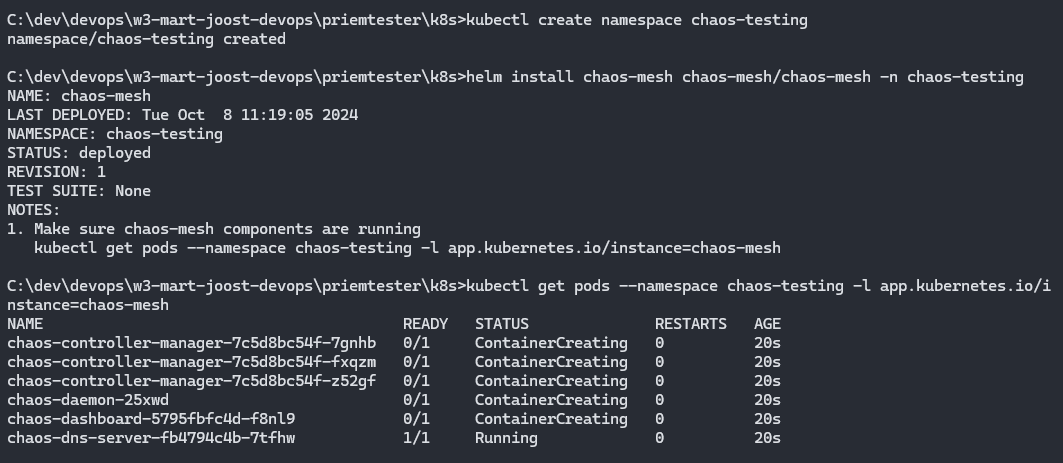 C:\dev\devops\w3-mart-joost-devops\priemtester\k8s>kubectl create namespace chaos-testing
namespace/chaos-testing created
C:\dev\devops\w3-mart-joost-devops\priemtester\k8s>helm install chaos-mesh chaos-mesh/chaos-mesh -n chaos-testing
NAME: chaos-mesh
LAST DEPLOYED: Tue Oct  8 11:19:05 2024
NAMESPACE: chaos-testing
STATUS: deployed
REVISION: 1
TEST SUITE: None
NOTES:
1. Make sure chaos-mesh components are running
   kubectl get pods --namespace chaos-testing -l app.kubernetes.io/instance=chaos-mesh
C:\dev\devops\w3-mart-joost-devops\priemtester\k8s>kubectl get pods --namespace chaos-testing -l app.kubernetes.io/i
nstance=chaos-mesh
NAME                                        READY   STATUS              RESTARTS   AGE
chaos-controller-manager-7c5d8bc54f-7gnhb   0/1     ContainerCreating   0          20s
chaos-controller-manager-7c5d8bc54f-fxqzm   0/1     ContainerCreating   0          20s
chaos-controller-manager-7c5d8bc54f-z52gf   0/1     ContainerCreating   0          20s
chaos-daemon-25xwd                          0/1     ContainerCreating   0          20s
chaos-dashboard-5795fbfc4d-f8nl9            0/1     ContainerCreating   0          20s
chaos-dns-server-fb4794c4b-7tfhw            1/1     Running             0          20s